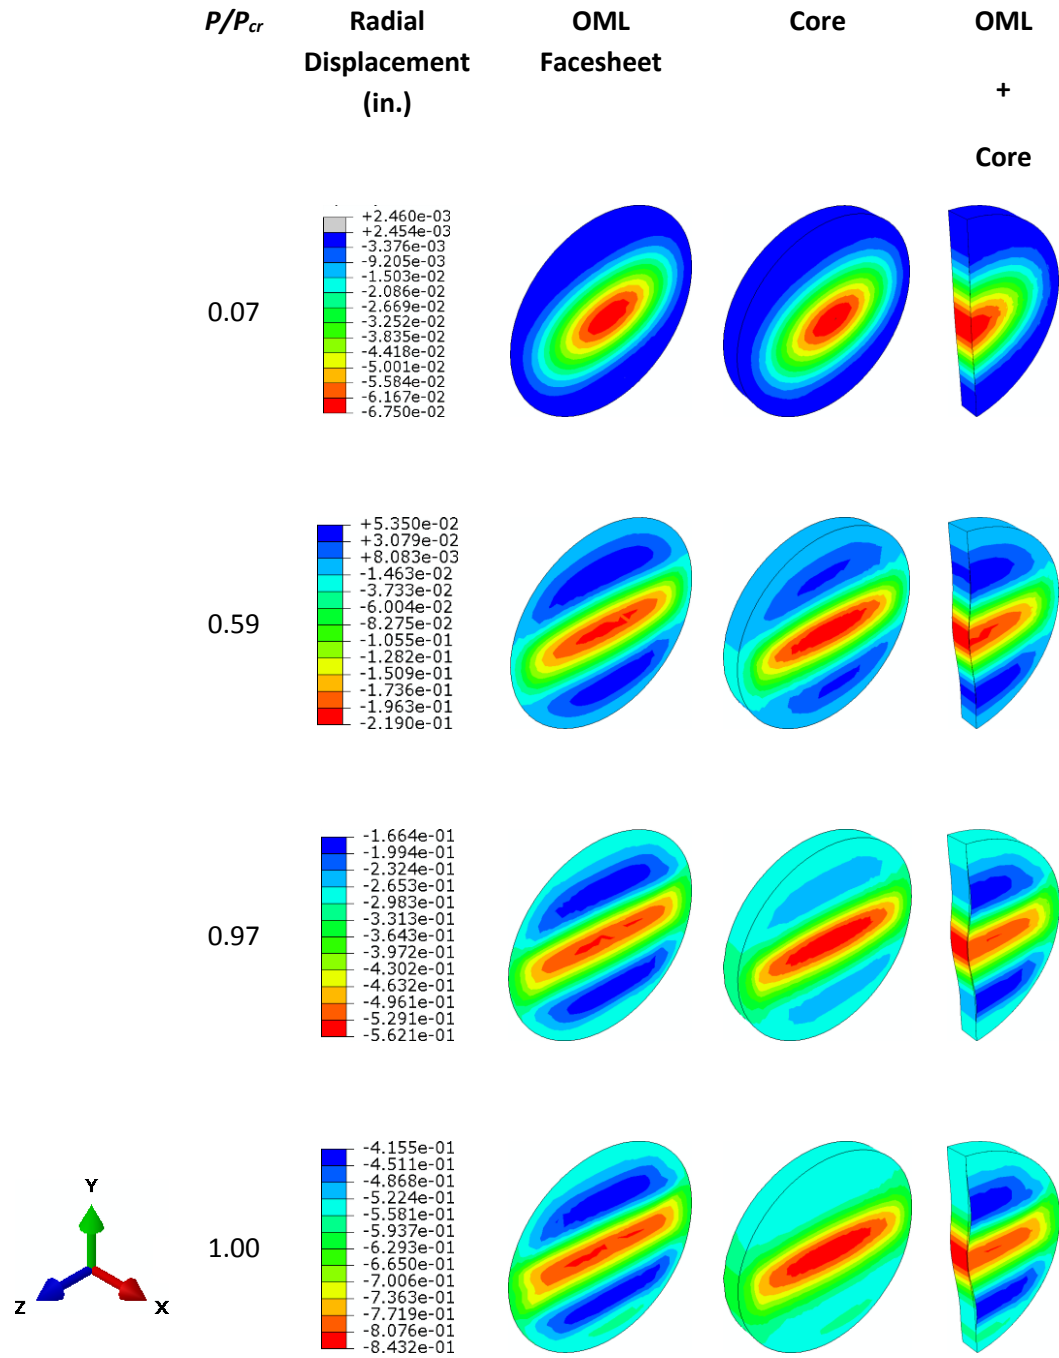 P/Pcr Radial Displacement (in.) OML Facesheet Core OML + Core
0.07
+2.460e-03
+2.454e-03
-3.376e-03
-9.205e-03
-1.503e-02
-2.086e-02
-2.669e-02
-3.252e-02
-3.835e-02
-4.418e-02
-5.001e-02
-5.584e-02
-6.167e-02
-6.750e-02
0.59
+5.350e-02
+3.079e-02
+8.083e-03
-1.463e-02
-3.733e-02
-6.004e-02
-8.275e-02
-1.055e-01
-1.282e-01
-1.509e-01
-1.736e-01
-1.963e-01
-2.190e-01
0.97
-1.664e-01
-1.994e-01
-2.324e-01
-2.653e-01
-2.983e-01
-3.313e-01
-3.643e-01
-3.972e-01
-4.302e-01
-4.632e-01
-4.961e-01
-5.291e-01
-5.621e-01
1.00
-4.155e-01
-4.511e-01
-4.868e-01
-5.224e-01
-5.581e-01
-5.937e-01
-6.293e-01
-6.650e-01
-7.006e-01
-7.363e-01
-7.719e-01
-8.076e-01
-8.432e-01
Y
Z X